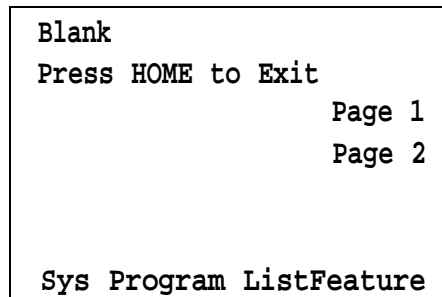 Blank
Press HOME to Exit
Page 1
Page 2
Sys Program ListFeature